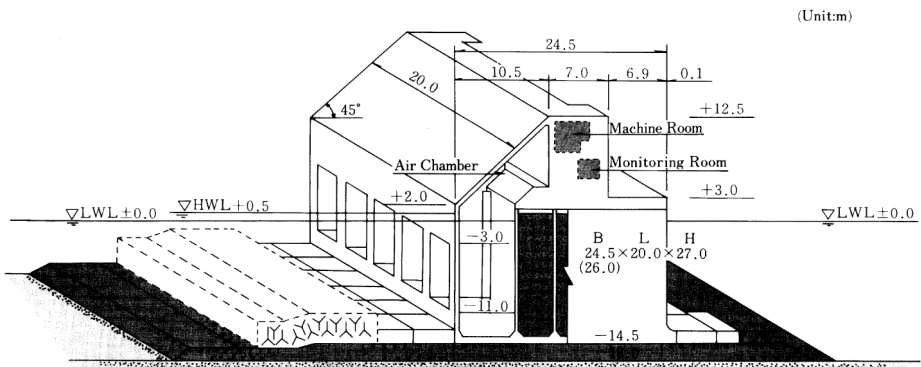 (Unit:m)
24.5
10.5 7.0 6.9 0.1
20.0
45°
+12.5
Machine Room
Air Chamber
Monitoring Room
+2.0
+3.0
▽LWL±0.0
▽HWL+0.5
▽LWL±0.0
-3.0
B L H
24.5×20.0×27.0
(26.0)
-11.0
-14.5